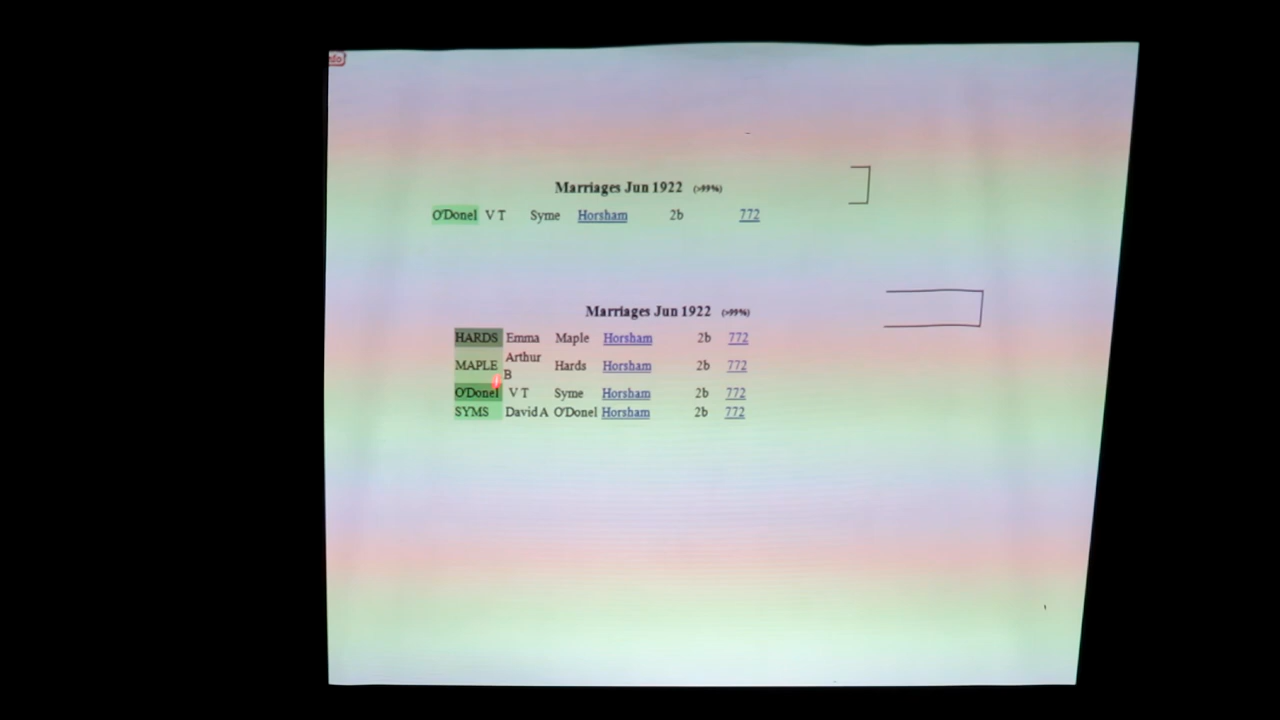 Marriages Jun 1922 (>99%)
O'Donel V T Syme Horsham 2b 772
Marriages Jun 1922 (>99%)
HARDS Emma Maple Horsham 2b 772
MAPLE Arthur B Hards Horsham 2b 772
O'Donel V T Syme Horsham 2b 772
SYMS David A O'Donel Horsham 2b 772